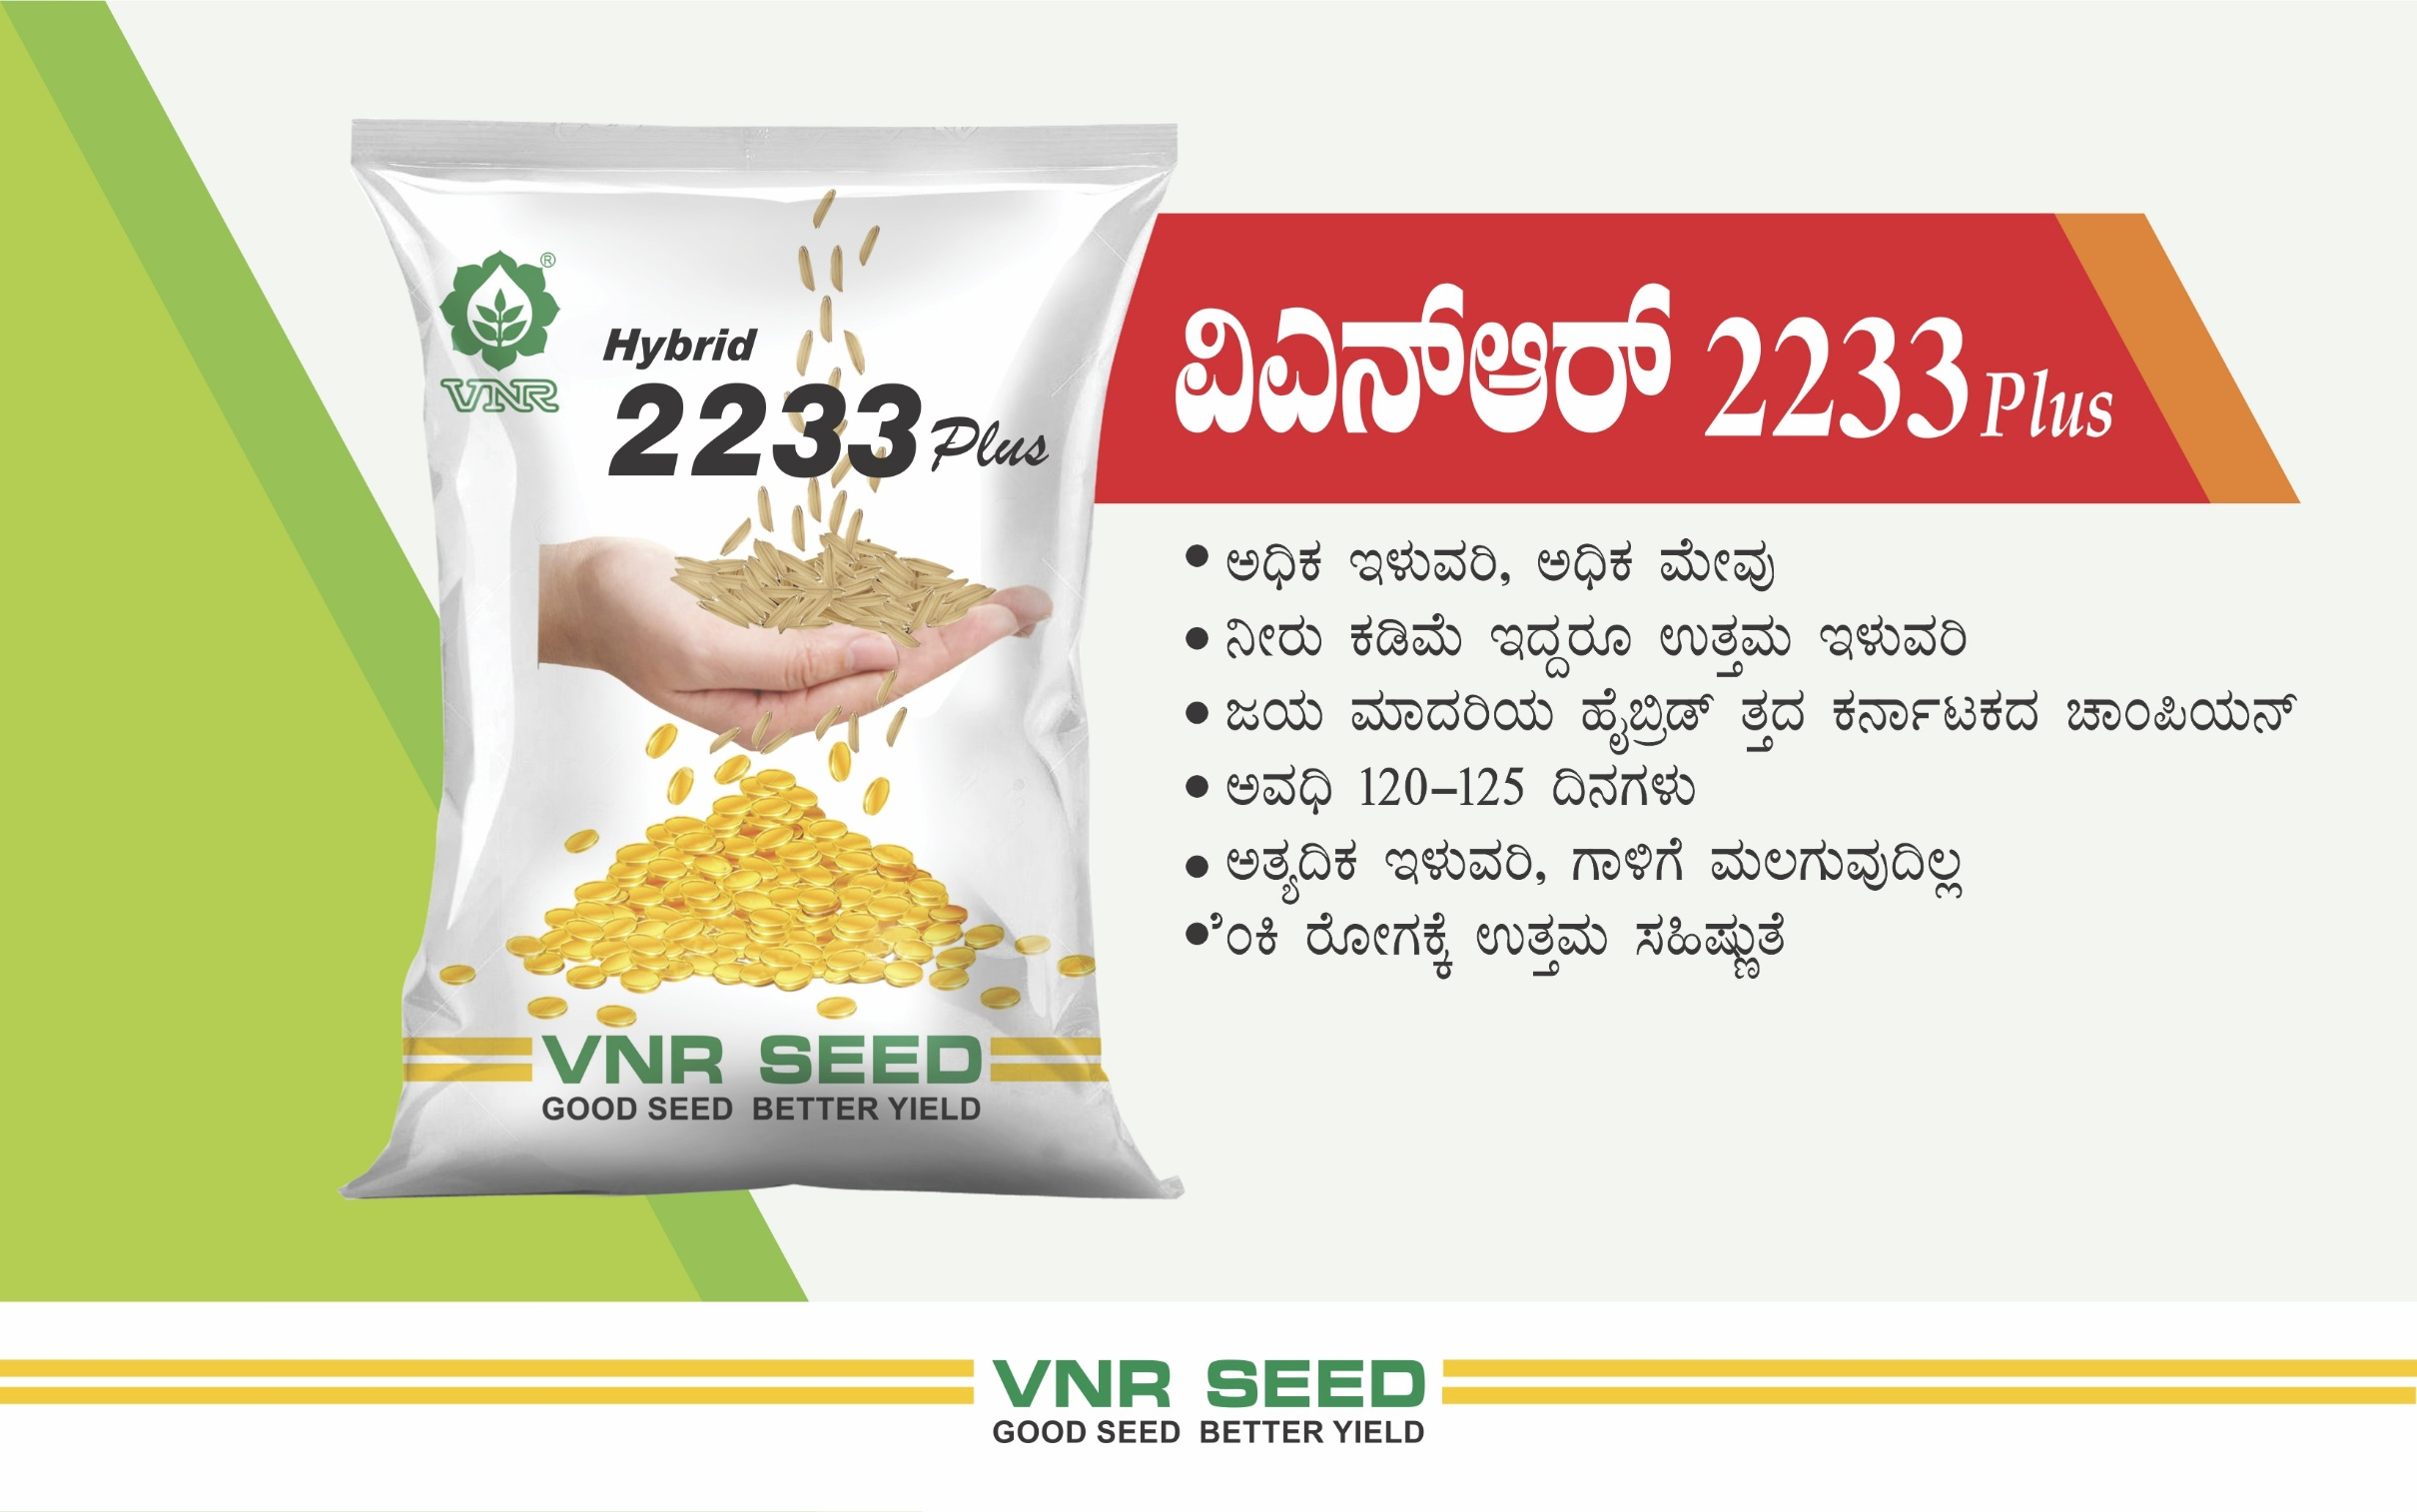 VNR
Hybrid
2233 Plus
VNR SEED
GOOD SEED BETTER YIELD
ವಿಎನ್ಆರ್ 2233 Plus
• ಅಧಿಕ ಇಳುವರಿ, ಅಧಿಕ ಮೇವು
• ನೀರು ಕಡಿಮೆ ಇದ್ದರೂ ಉತ್ತಮ ಇಳುವರಿ
• ಜಯ ಮಾದರಿಯ ಹೈಬ್ರಿಡ್ ತ್ತದ ಕರ್ನಾಟಕದ ಚಾಂಪಿಯನ್
• ಅವಧಿ 120-125 ದಿನಗಳು
• ಅತ್ಯದಿಕ ಇಳುವರಿ, ಗಾಳಿಗೆ ಮಲಗುವುದಿಲ್ಲ
• ರೋಗಕ್ಕೆ ಉತ್ತಮ ಸಹಿಷ್ಣುತೆ
VNR SEED
GOOD SEED BETTER YIELD